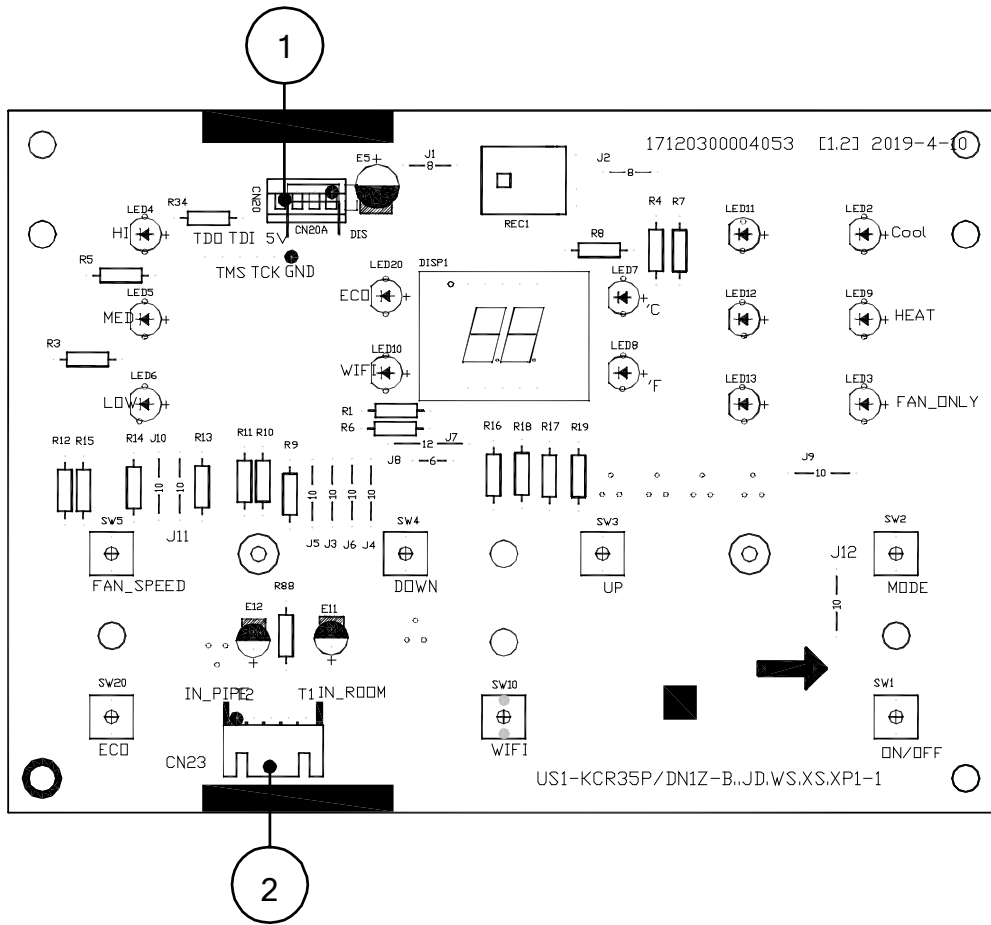 1
17120300004053 [1.2] 2019-4-10
E5+ J1 8 J2 8
CN20 CN20A DIS
REC1
R34 R4 R7
LED4 LED11 LED2
HI TDO TDI 5V R8 Cool
TMS TCK GND
R5 LED20 DISP1 LED7
ECO 'C
LED5 LED12 LED9
MED HEAT
R3 LED10 LED8
WIFI 'F
LED6 LED13 LED3
LOW FAN_ONLY
R1
R6
12 J7
R12 R15 R14 J10 R13 R11 R10 R9 J8 6 R16 R18 R17 R19 J9
10 10 10 10 10 10 10
SW5 J11 J5 J3 J6 J4 SW4 SW3 SW2
J12
FAN_SPEED DOWN UP MODE
R88
E12 E11 10
SW20 IN_PIPE T2 T1 IN_ROOM SW10 SW1
ECO WIFI ON/OFF
CN23
US1-KCR35P/DN1Z-B.,JD,WS,XS,XP1-1
2